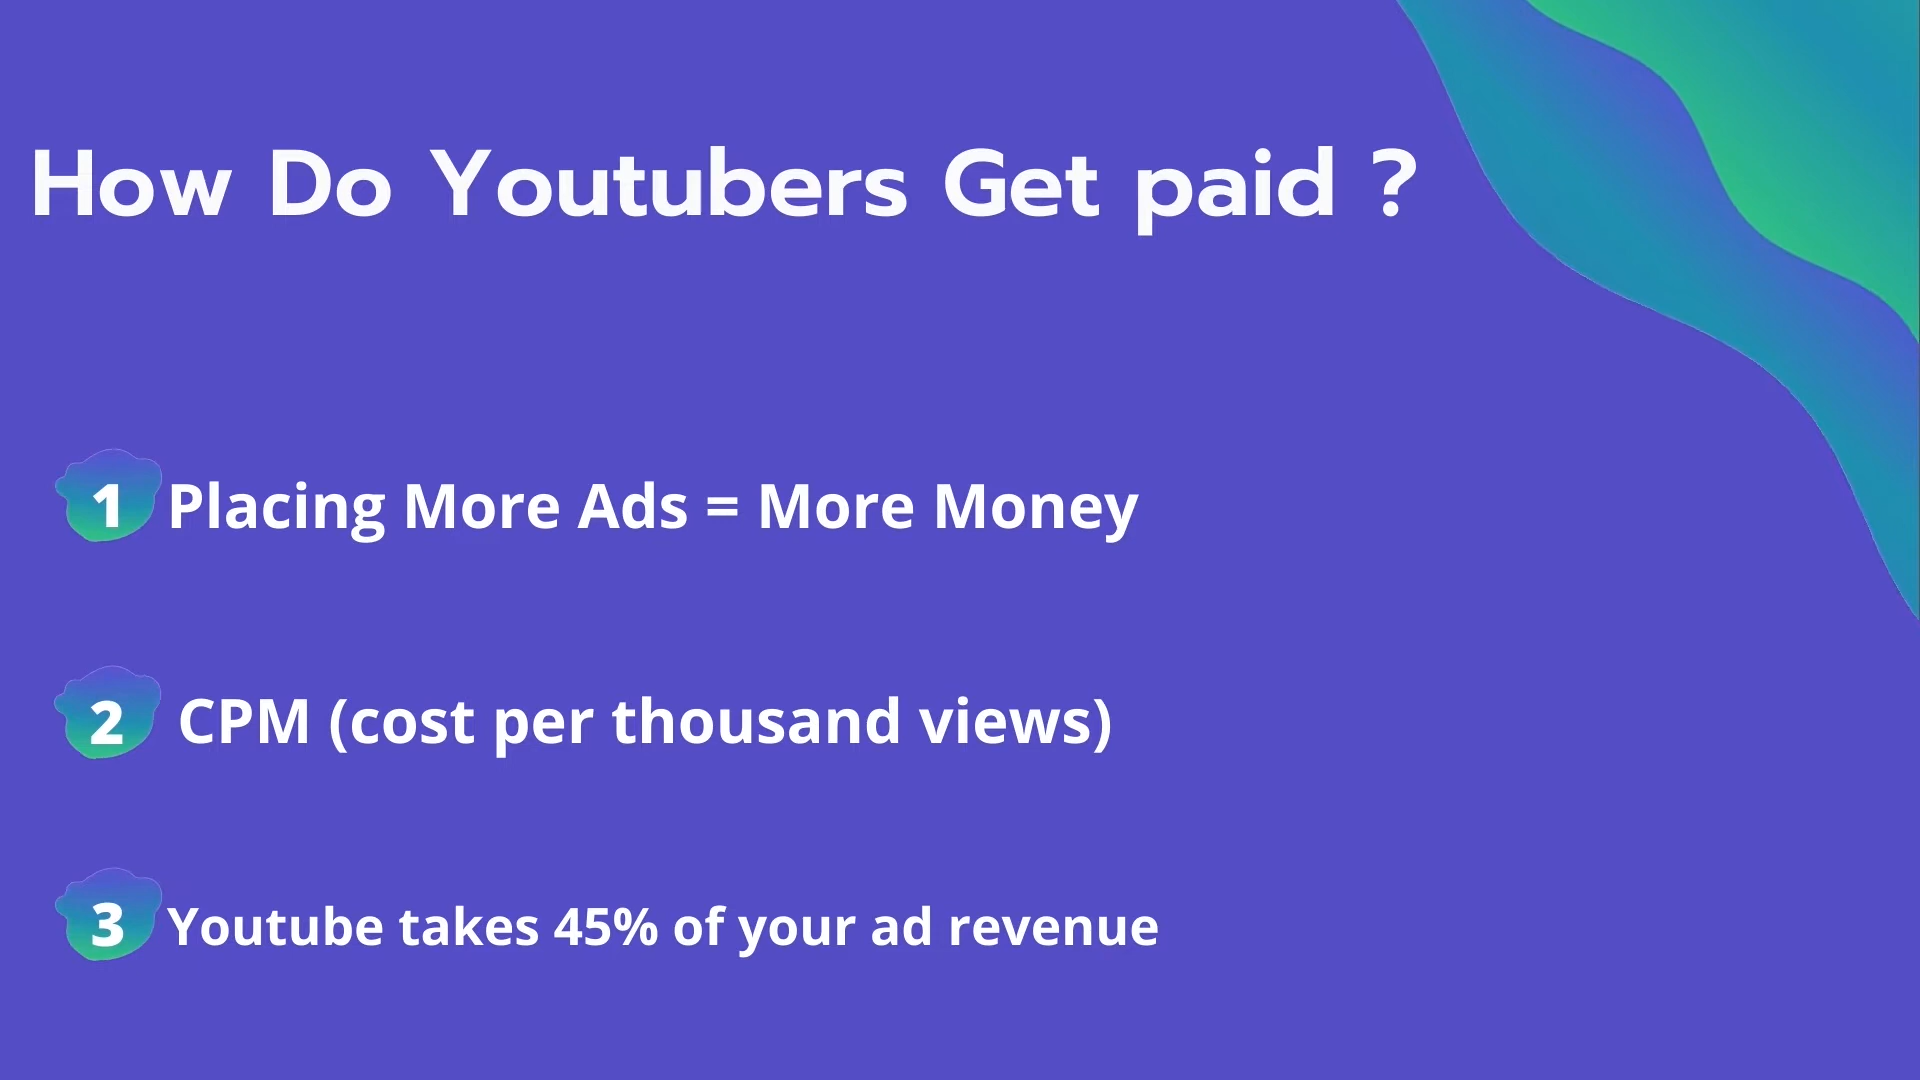 How Do Youtubers Get paid ?
1 Placing More Ads = More Money
2 CPM (cost per thousand views)
3 Youtube takes 45% of your ad revenue